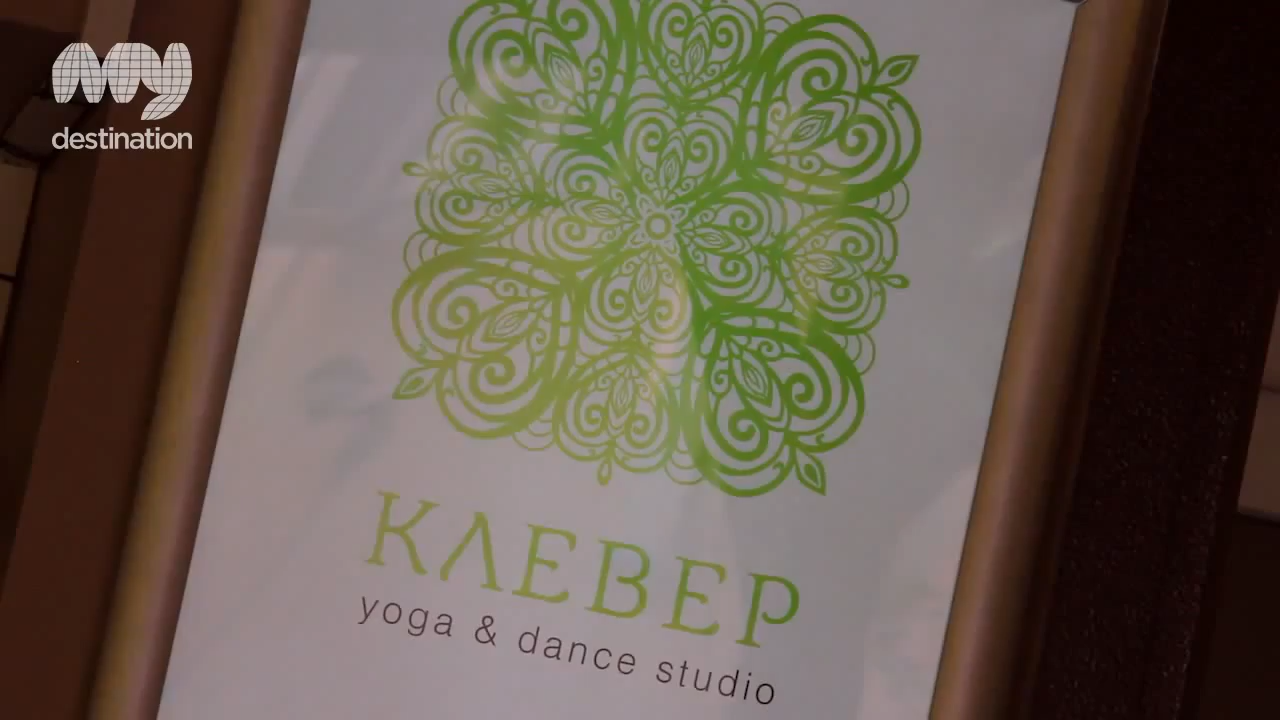 my
destination
КЛЕВЕР
yoga & dance studio